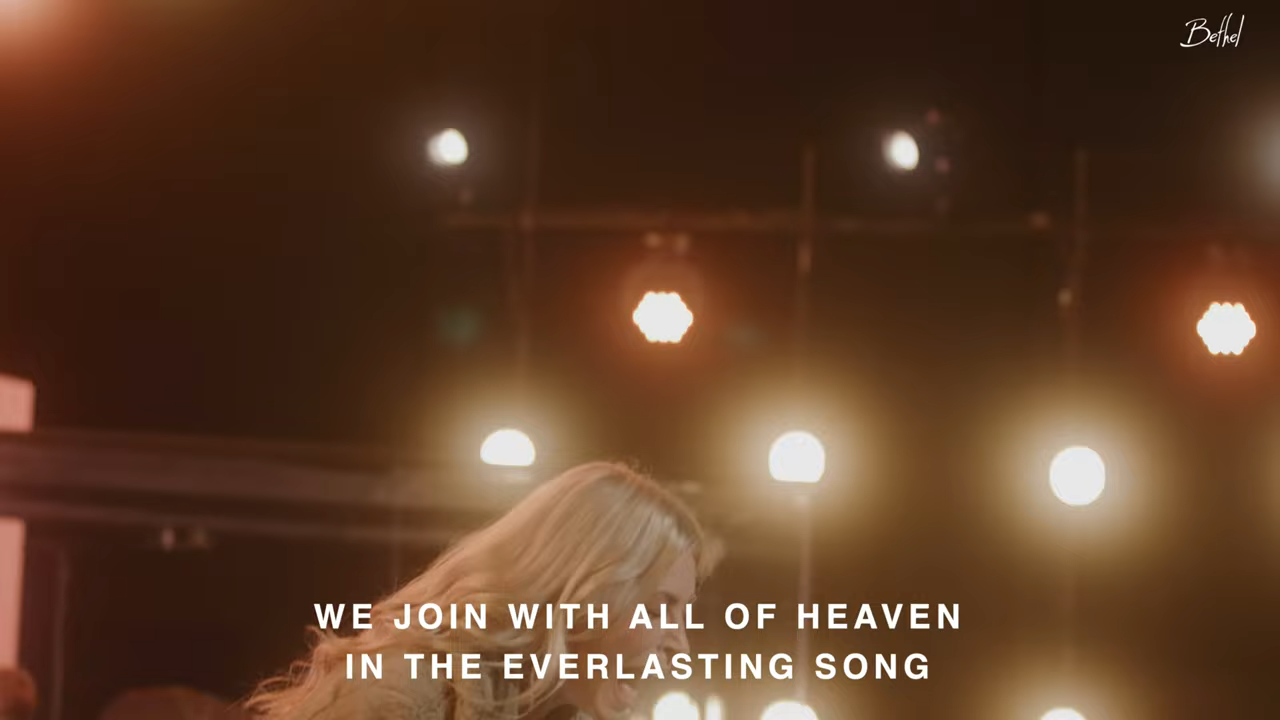 Bethel
WE JOIN WITH ALL OF HEAVEN
IN THE EVERLASTING SONG